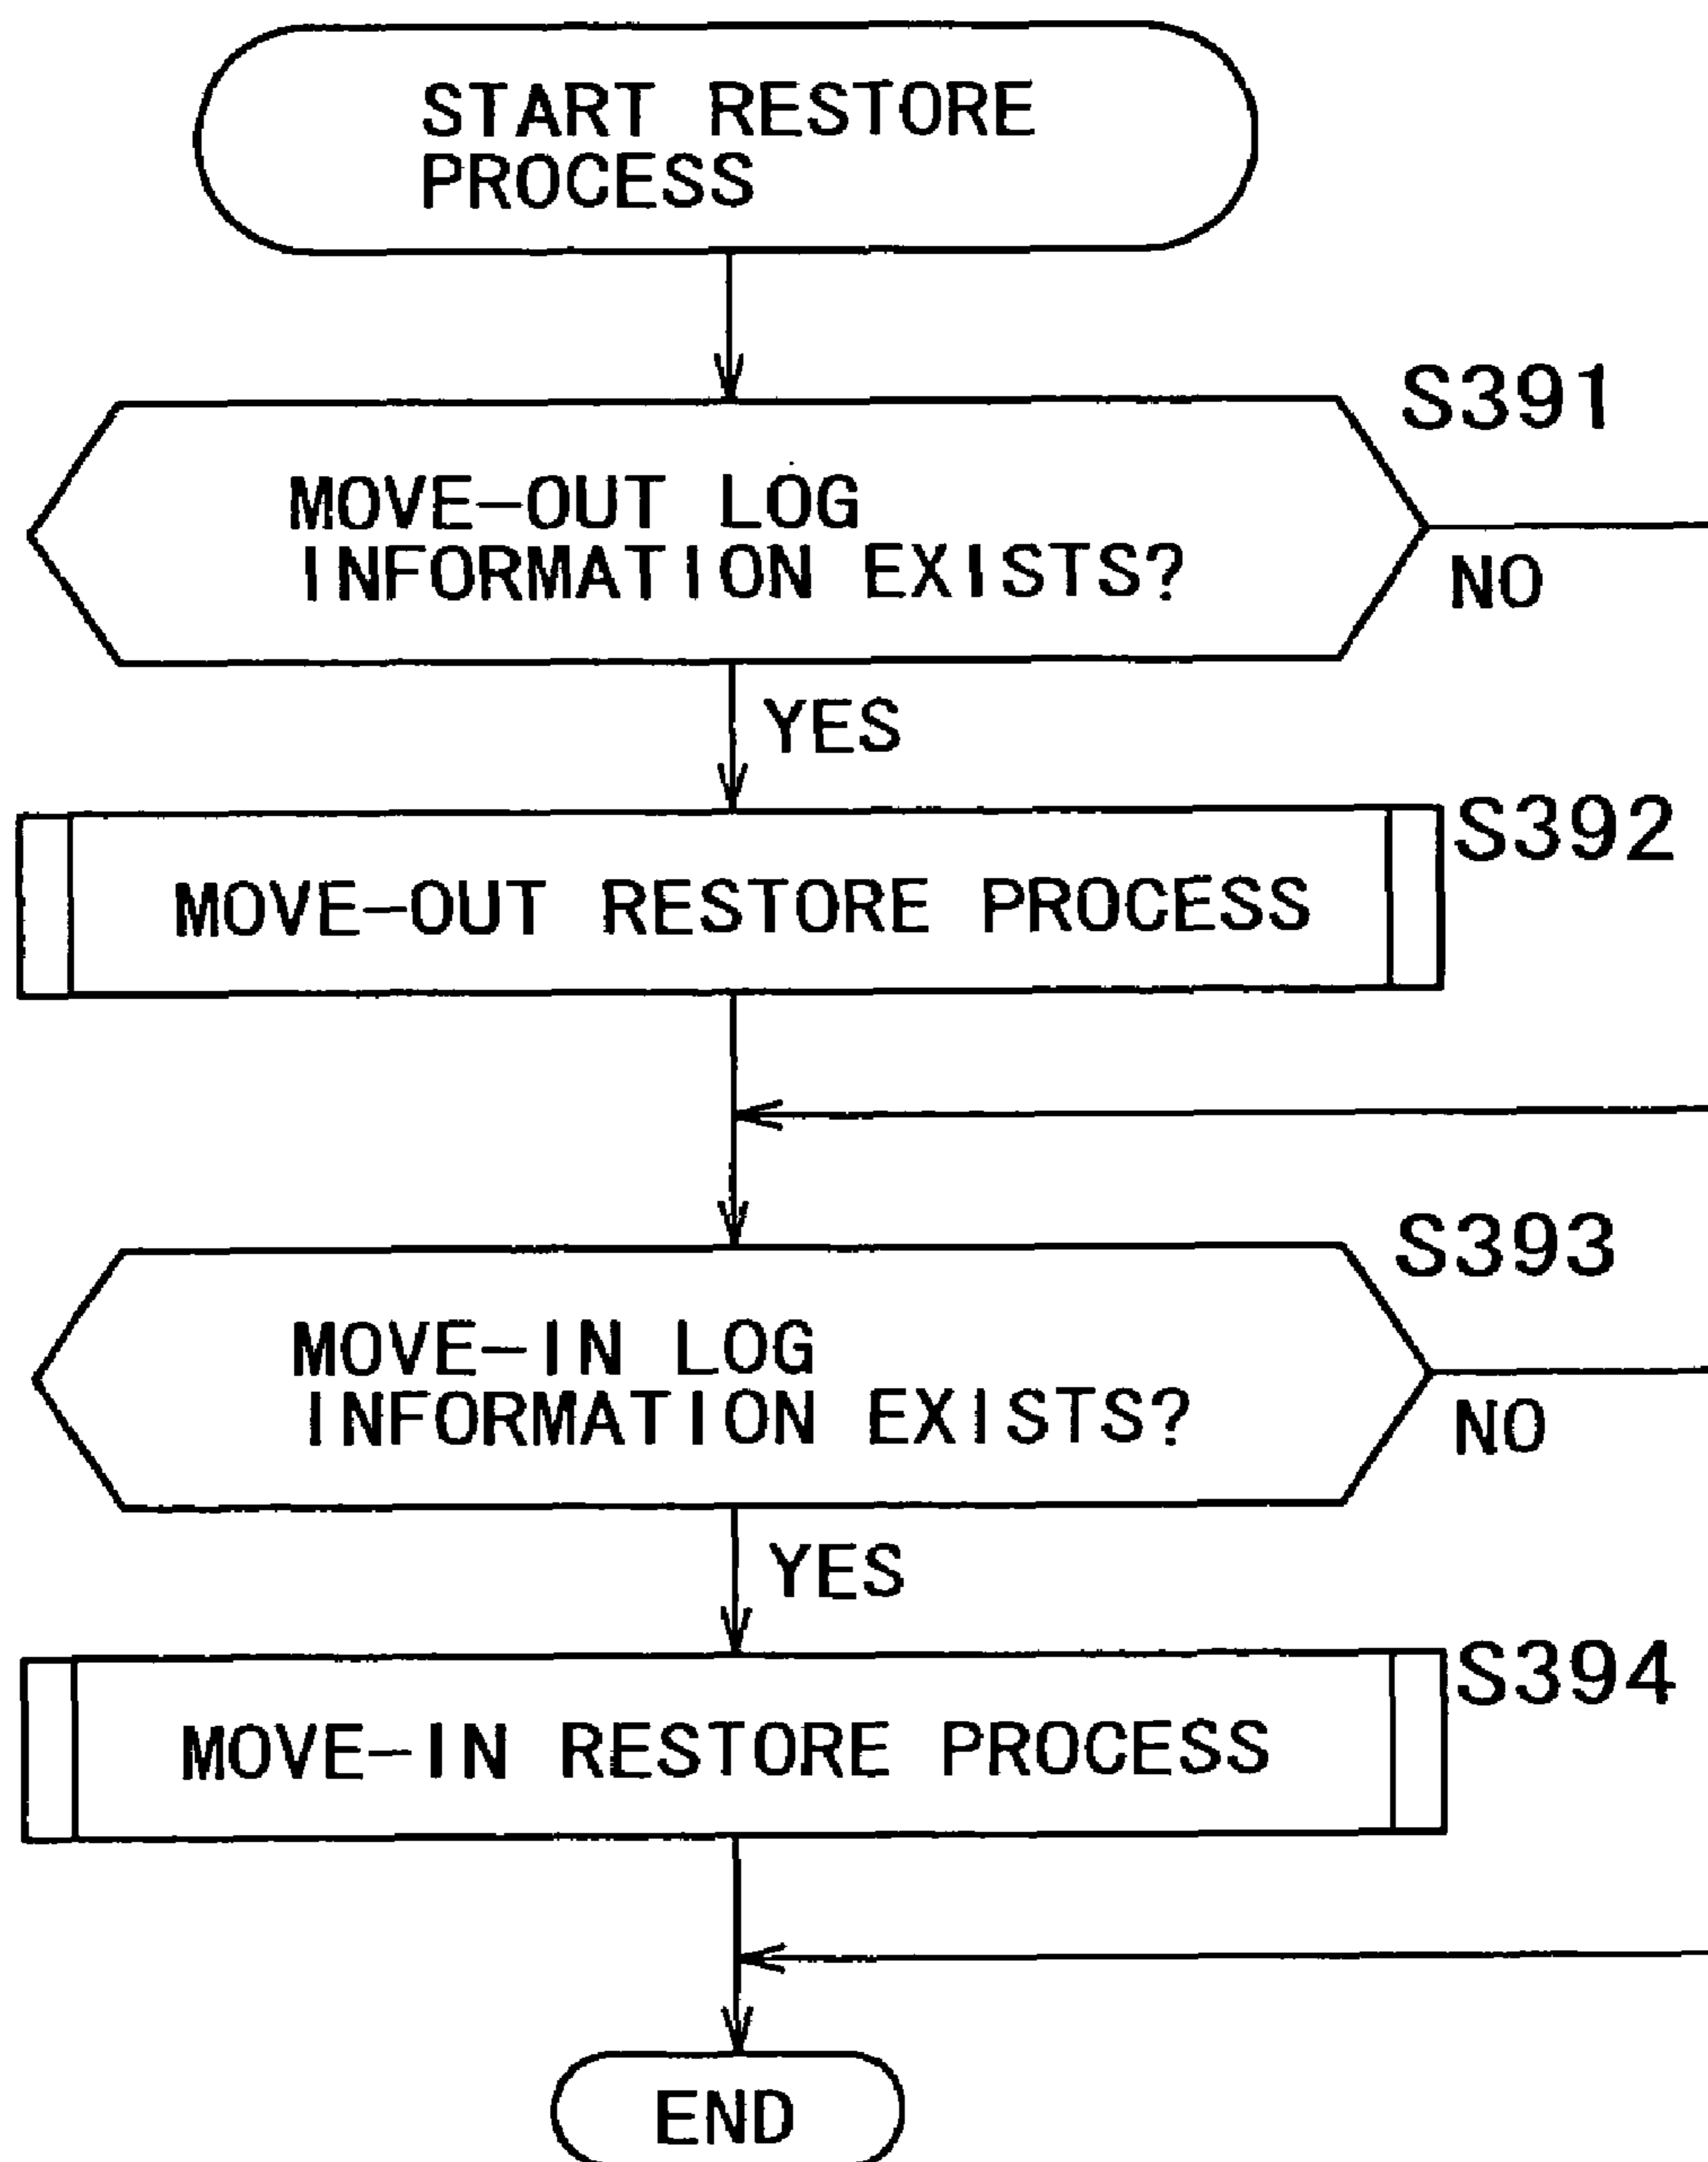 START RESTORE
PROCESS
S391
MOVE-OUT LOG
INFORMATION EXISTS?
NO
YES
S392
MOVE-OUT RESTORE PROCESS
S393
MOVE-IN LOG
INFORMATION EXISTS?
NO
YES
S394
MOVE-IN RESTORE PROCESS
END